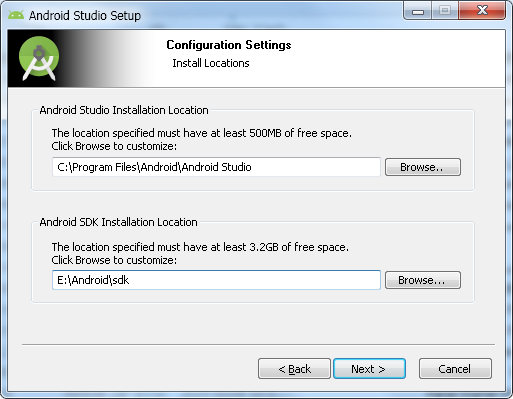 Android Studio Setup
Configuration Settings
Install Locations
Android Studio Installation Location
The location specified must have at least 500MB of free space.
Click Browse to customize:
C:\Program Files\Android\Android Studio
Browse..
Android SDK Installation Location
The location specified must have at least 3.2GB of free space.
Click Browse to customize:
E:\Android\sdk
Browse...
< Back
Next >
Cancel